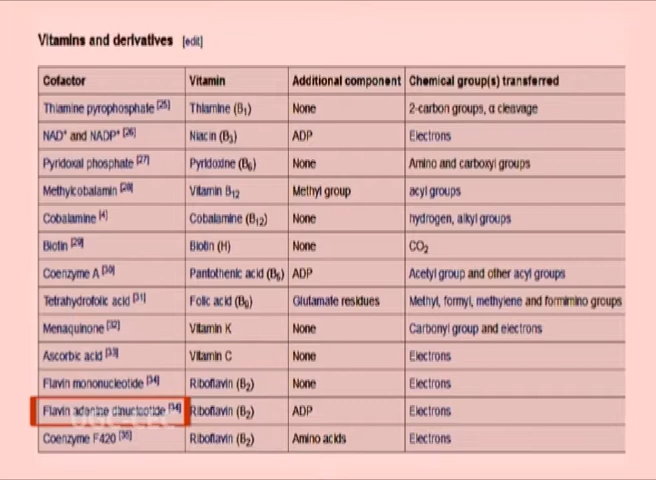 Vitamins and derivatives [edit]
Cofactor Vitamin Additional component Chemical group(s) transferred
Thiamine pyrophosphate [25] Thiamine (B1) None 2-carbon groups, α cleavage
NAD+ and NADP+ [26] Niacin (B3) ADP Electrons
Pyridoxal phosphate [27] Pyridoxine (B6) None Amino and carboxyl groups
Methylcobalamin [28] Vitamin B12 Methyl group acyl groups
Cobalamine [4] Cobalamine (B12) None hydrogen, alkyl groups
Biotin [29] Biotin (H) None CO2
Coenzyme A [30] Pantothenic acid (B5) ADP Acetyl group and other acyl groups
Tetrahydrofolic acid [31] Folic acid (B9) Glutamate residues Methyl, formyl, methylene and formimino groups
Menaquinone [32] Vitamin K None Carbonyl group and electrons
Ascorbic acid [33] Vitamin C None Electrons
Flavin mononucleotide [34] Riboflavin (B2) None Electrons
Flavin adenine dinucleotide [34] Riboflavin (B2) ADP Electrons
Coenzyme F420 [35] Riboflavin (B2) Amino acids Electrons